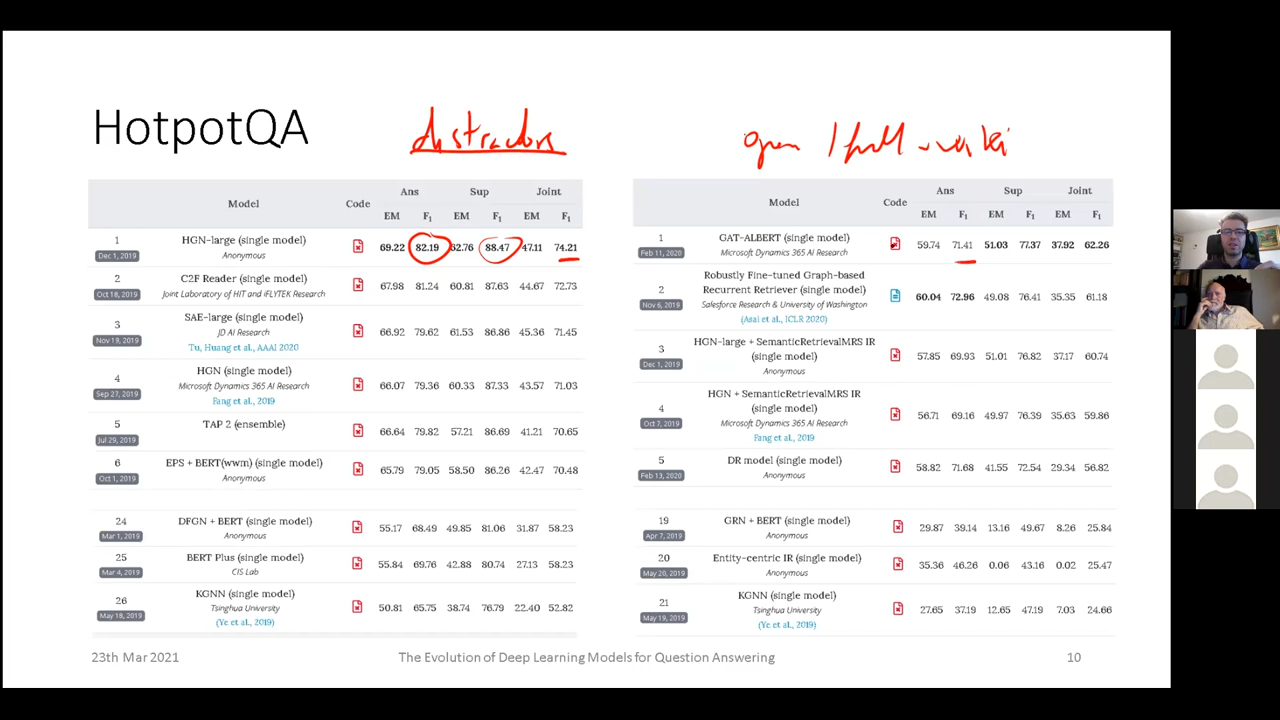 HotpotQA
distractors
open / full-wiki
Model Code Ans Sup Joint
EM F₁ EM F₁ EM F₁
1 HGN-large (single model) 69.22 82.19 62.76 88.47 47.11 74.21
Dec 1, 2019 Anonymous
2 C2F Reader (single model) 67.98 81.24 60.81 87.63 44.67 72.73
Oct 18, 2019 Joint Laboratory of HIT and iFLYTEK Research
3 SAE-large (single model) 66.92 79.62 61.53 86.86 45.36 71.45
Nov 19, 2019 JD AI Research
Tu, Huang et al., AAAI 2020
4 HGN (single model) 66.07 79.36 60.33 87.33 43.57 71.03
Sep 27, 2019 Microsoft Dynamics 365 AI Research
Fang et al., 2019
5 TAP 2 (ensemble) 66.64 79.82 57.21 86.69 41.21 70.65
Jul 29, 2019
6 EPS + BERT(wwm) (single model) 65.79 79.05 58.50 86.26 42.47 70.48
Oct 1, 2019 Anonymous
24 DFGN + BERT (single model) 55.17 68.49 49.85 81.06 31.87 58.23
Mar 1, 2019 Anonymous
25 BERT Plus (single model) 55.84 69.76 42.88 80.74 27.13 58.23
Mar 4, 2019 CIS Lab
26 KGNN (single model) 50.81 65.75 38.74 76.79 22.40 52.82
May 18, 2019 Tsinghua University
(Ye et al., 2019)
Model Code Ans Sup Joint
EM F₁ EM F₁ EM F₁
1 GAT-ALBERT (single model) 59.74 71.41 51.03 77.37 37.92 62.26
Feb 11, 2020 Microsoft Dynamics 365 AI Research
Robustly Fine-tuned Graph-based
2 Recurrent Retriever (single model) 60.04 72.96 49.08 76.41 35.35 61.18
Nov 6, 2019 Salesforce Research & University of Washington
(Asai et al., ICLR 2020)
3 HGN-large + SemanticRetrievalMRS IR
(single model) 57.85 69.93 51.01 76.82 37.17 60.74
Dec 1, 2019 Anonymous
HGN + SemanticRetrievalMRS IR
4 (single model) 56.71 69.16 49.97 76.39 35.63 59.86
Oct 7, 2019 Microsoft Dynamics 365 AI Research
Fang et al., 2019
5 DR model (single model) 58.82 71.68 41.55 72.54 29.34 56.82
Feb 13, 2020 Anonymous
19 GRN + BERT (single model) 29.87 39.14 13.16 49.67 8.26 25.84
Apr 7, 2019 Anonymous
20 Entity-centric IR (single model) 35.36 46.26 0.06 43.16 0.02 25.47
May 20, 2019 Anonymous
21 KGNN (single model) 27.65 37.19 12.65 47.19 7.03 24.66
May 19, 2019 Tsinghua University
(Ye et al., 2019)
23th Mar 2021 The Evolution of Deep Learning Models for Question Answering 10